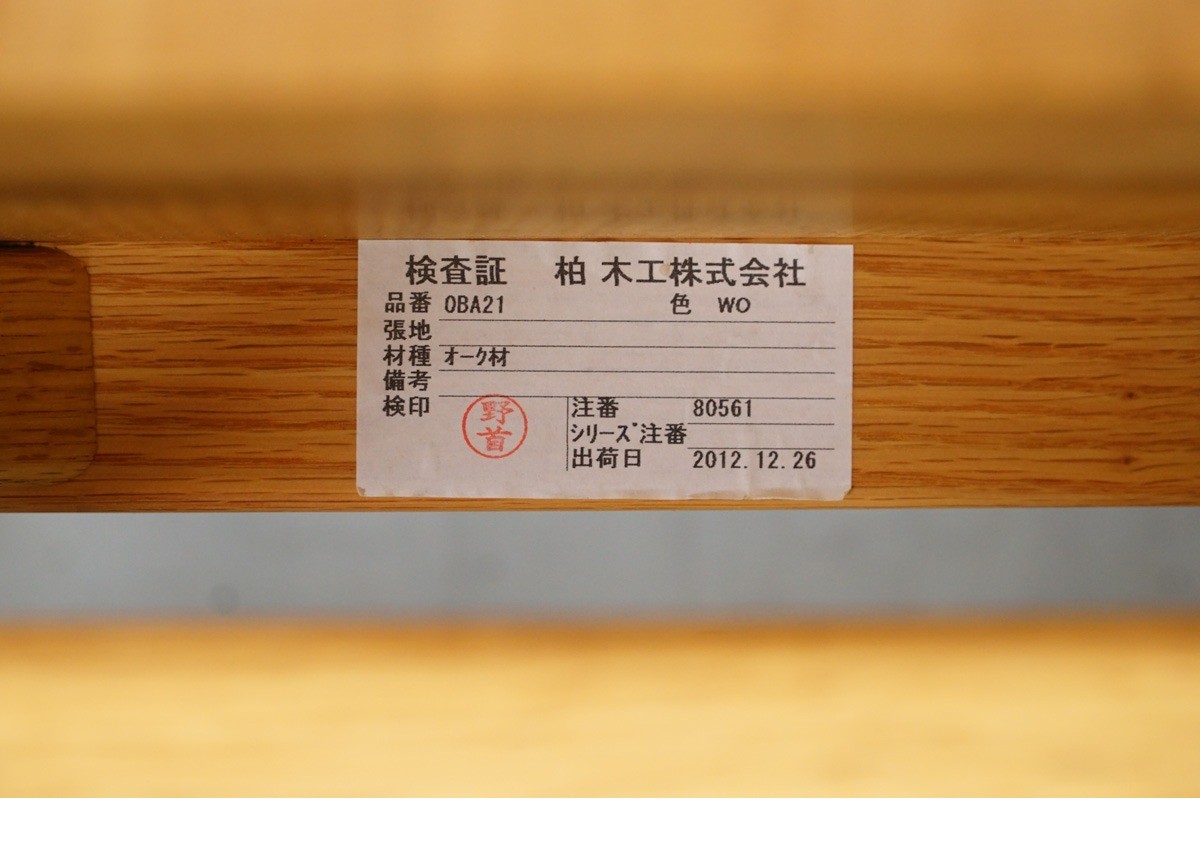 検査証 柏木工株式会社
品番 OBA21 色 WO
張地
材種 オーク材
備考
検印 野首
注番 80561
シリーズ注番
出荷日 2012.12.26